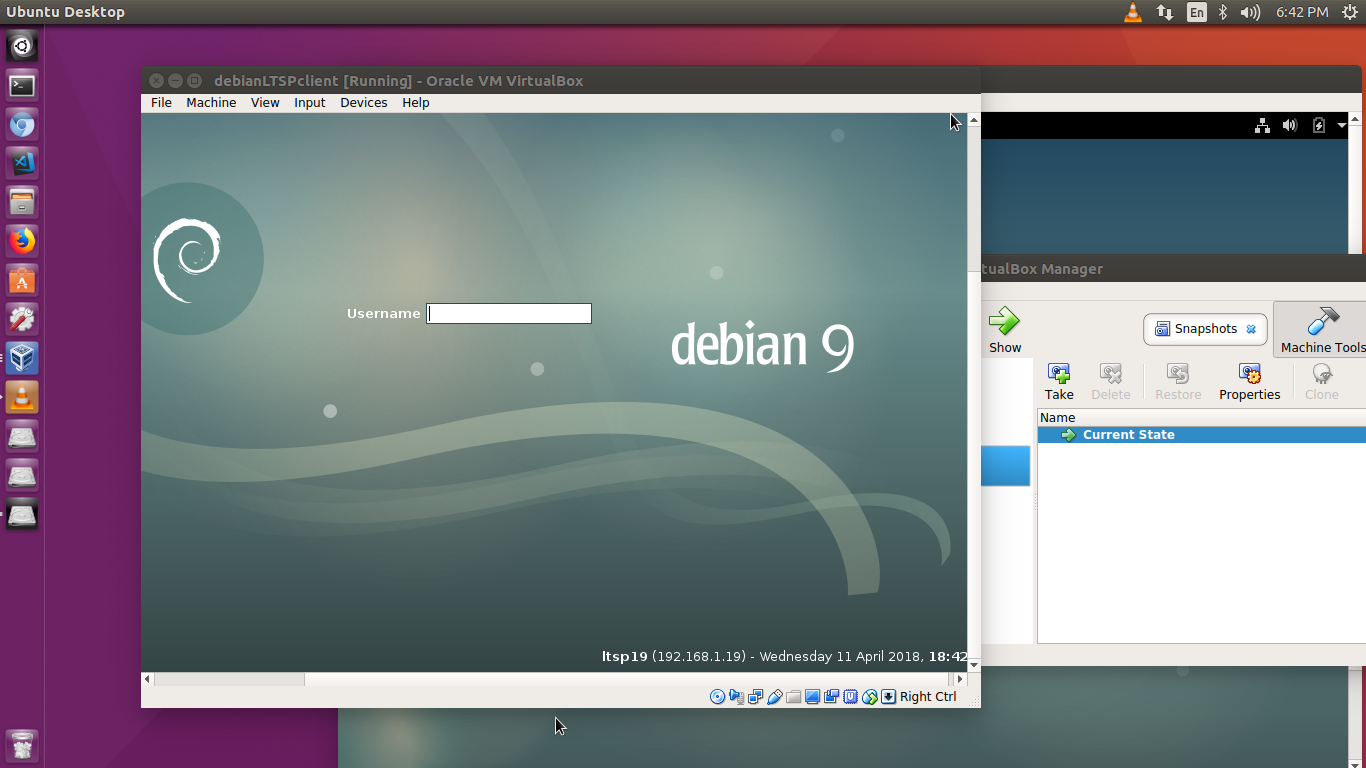 Ubuntu Desktop
En
6:42 PM
debianLTSPclient [Running] - Oracle VM VirtualBox
File Machine View Input Devices Help
tualBox Manager
Username
debian 9
Show
Snapshots
Machine Tools
Take Delete Restore Properties Clone
Name
Current State
ltsp19 (192.168.1.19) - Wednesday 11 April 2018, 18:42
Right Ctrl